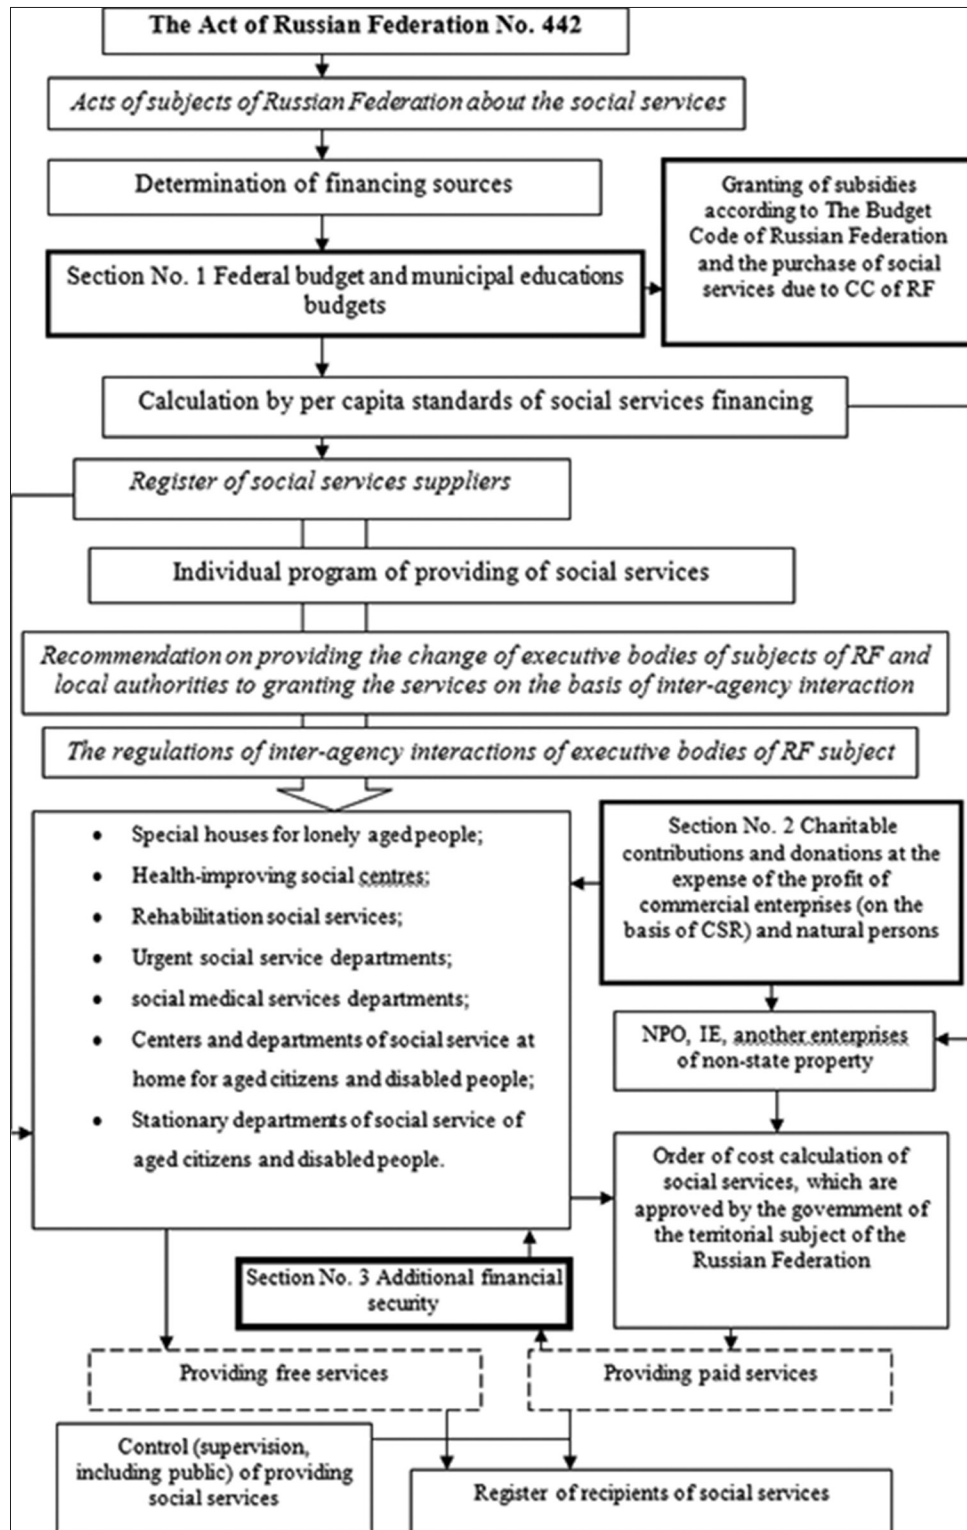 The Act of Russian Federation No. 442
Acts of subjects of Russian Federation about the social services
Determination of financing sources
Granting of subsidies
according to The Budget
Code of Russian Federation
and the purchase of social
services due to CC of RF
Section No. 1 Federal budget and municipal educations
budgets
Calculation by per capita standards of social services financing
Register of social services suppliers
Individual program of providing of social services
Recommendation on providing the change of executive bodies of subjects of RF and
local authorities to granting the services on the basis of inter-agency interaction
The regulations of inter-agency interactions of executive bodies of RF subject
• Special houses for lonely aged people;
• Health-improving social centres;
• Rehabilitation social services;
• Urgent social service departments;
• social medical services departments;
• Centers and departments of social service at
home for aged citizens and disabled people;
• Stationary departments of social service of
aged citizens and disabled people.
Section No. 2 Charitable
contributions and donations at the
expense of the profit of
commercial enterprises (on the
basis of CSR) and natural persons
NPO, IE, another enterprises
of non-state property
Order of cost calculation of
social services, which are
approved by the government of
the territorial subject of the
Russian Federation
Section No. 3 Additional financial
security
Providing free services
Providing paid services
Control (supervision,
including public) of providing
social services
Register of recipients of social services